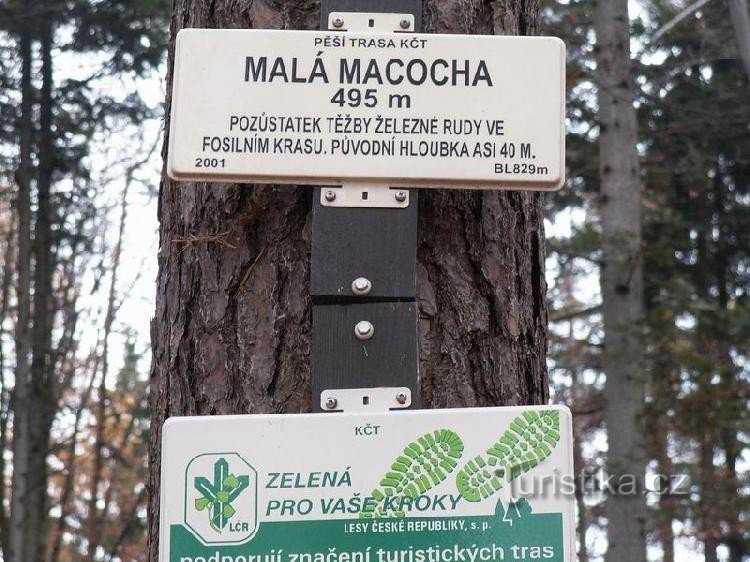 PĚŠÍ TRASA KČT
MALÁ MACOCHA
495 m
POZŮSTATEK TĚŽBY ŽELEZNÉ RUDY VE
FOSILNÍM KRASU. PŮVODNÍ HLOUBKA ASI 40 M.
2001 BL829m
KČT
ZELENÁ
PRO VAŠE KROKY
LČR
LESY ČESKÉ REPUBLIKY, s.p.
podporují značení turistických tras
turistika.cz